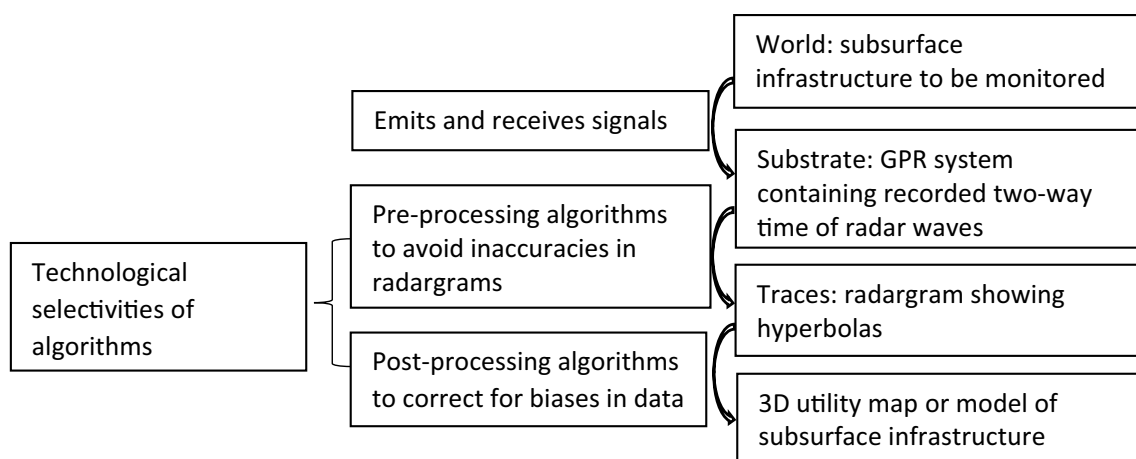 World: subsurface
infrastructure to be monitored
Emits and receives signals
Substrate: GPR system
containing recorded two-way
time of radar waves
Pre-processing algorithms
to avoid inaccuracies in
radargrams
Technological
selectivities of
algorithms
Traces: radargram showing
hyperbolas
Post-processing algorithms
to correct for biases in data
3D utility map or model of
subsurface infrastructure